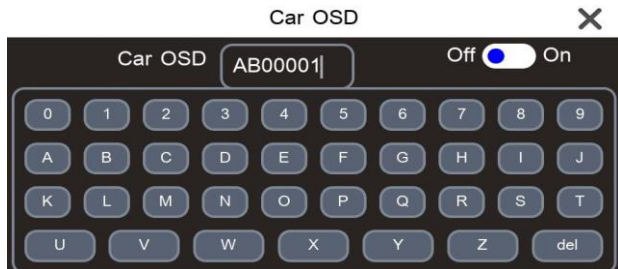 Car OSD
Car OSD AB00001 Off On
0 1 2 3 4 5 6 7 8 9
A B C D E F G H I J
K L M N O P Q R S T
U V W X Y Z del